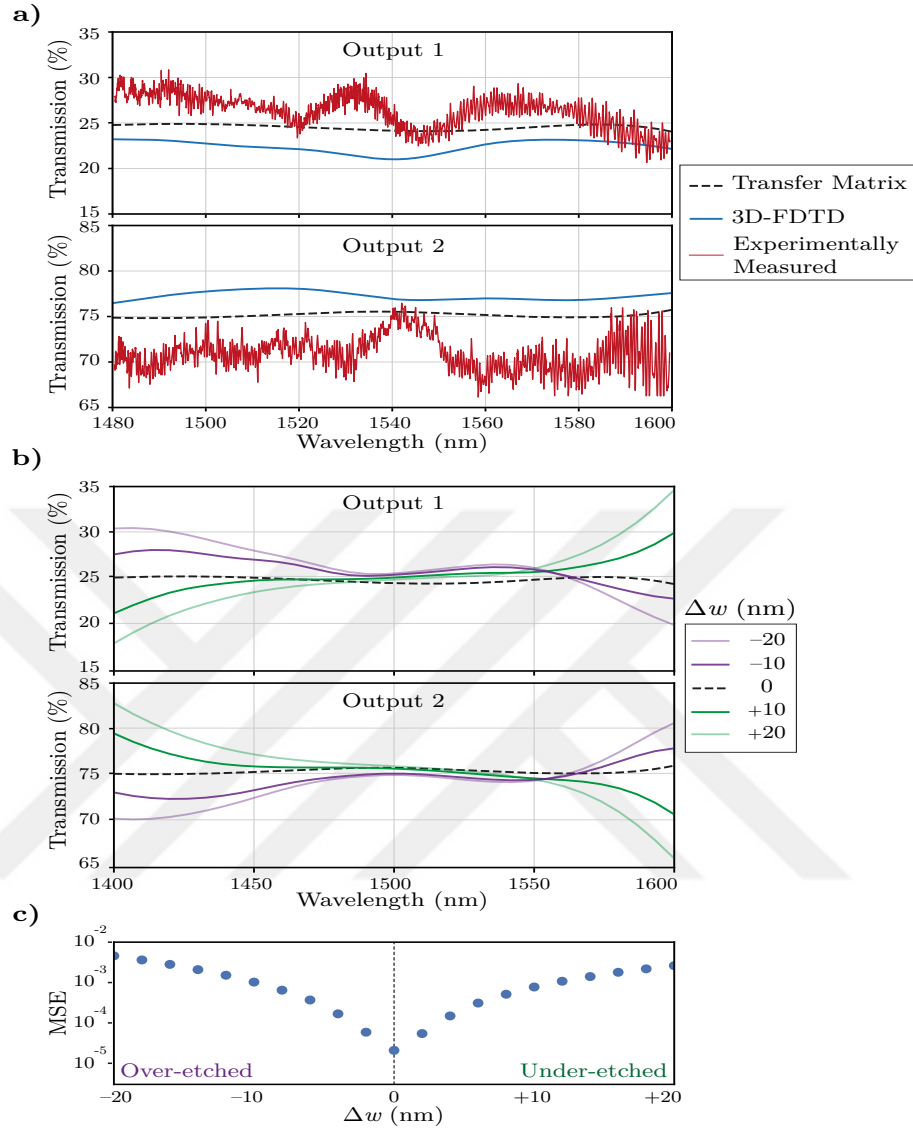 a)
Output 1
Transmission (%)
35
30
25
20
15
Output 2
Transmission (%)
85
80
75
70
65
1480
1500
1520
1540
1560
1580
1600
Wavelength (nm)
Transfer Matrix
3D-FDTD
Experimentally
Measured
b)
Output 1
Transmission (%)
35
30
25
20
15
Output 2
Transmission (%)
85
80
75
70
65
1400
1450
1500
1550
1600
Wavelength (nm)
Δw (nm)
–20
–10
0
+10
+20
c)
MSE
10⁻²
10⁻³
10⁻⁴
10⁻⁵
Over-etched
Under-etched
–20
–10
0
+10
+20
Δw (nm)